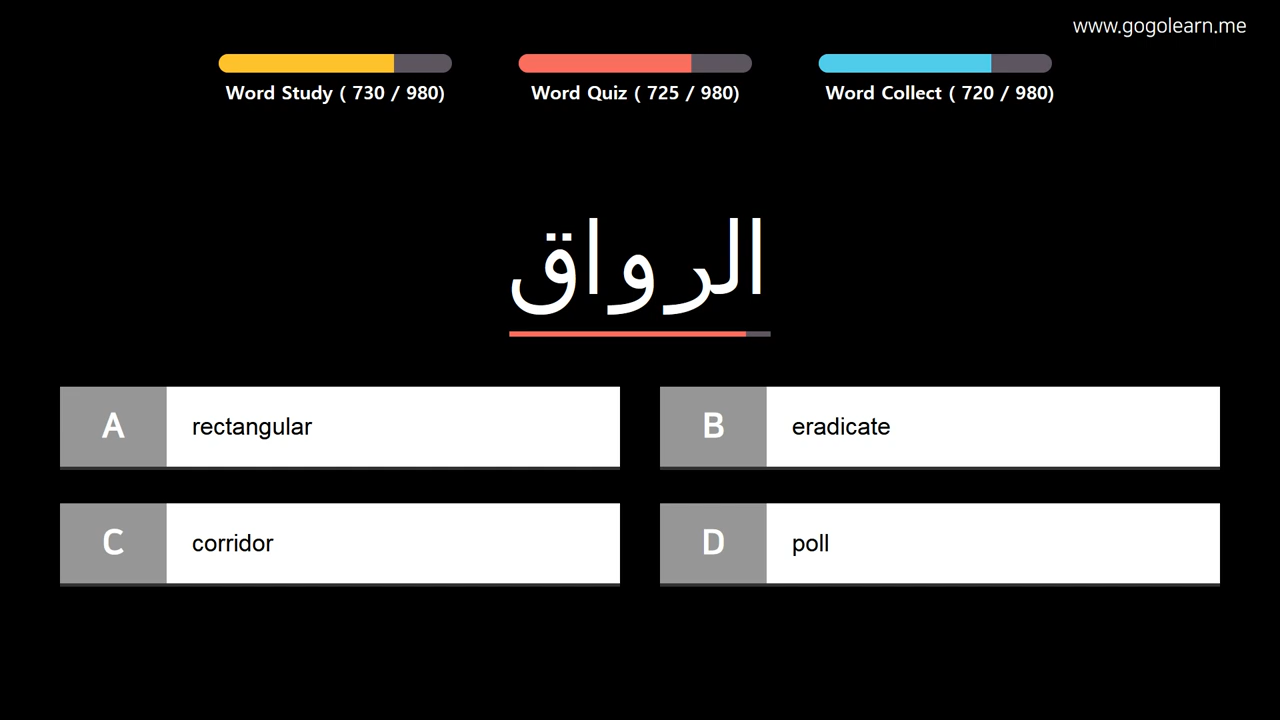 www.gogolearn.me
Word Study ( 730 / 980)
Word Quiz ( 725 / 980)
Word Collect ( 720 / 980)
الرواق
A rectangular
B eradicate
C corridor
D poll